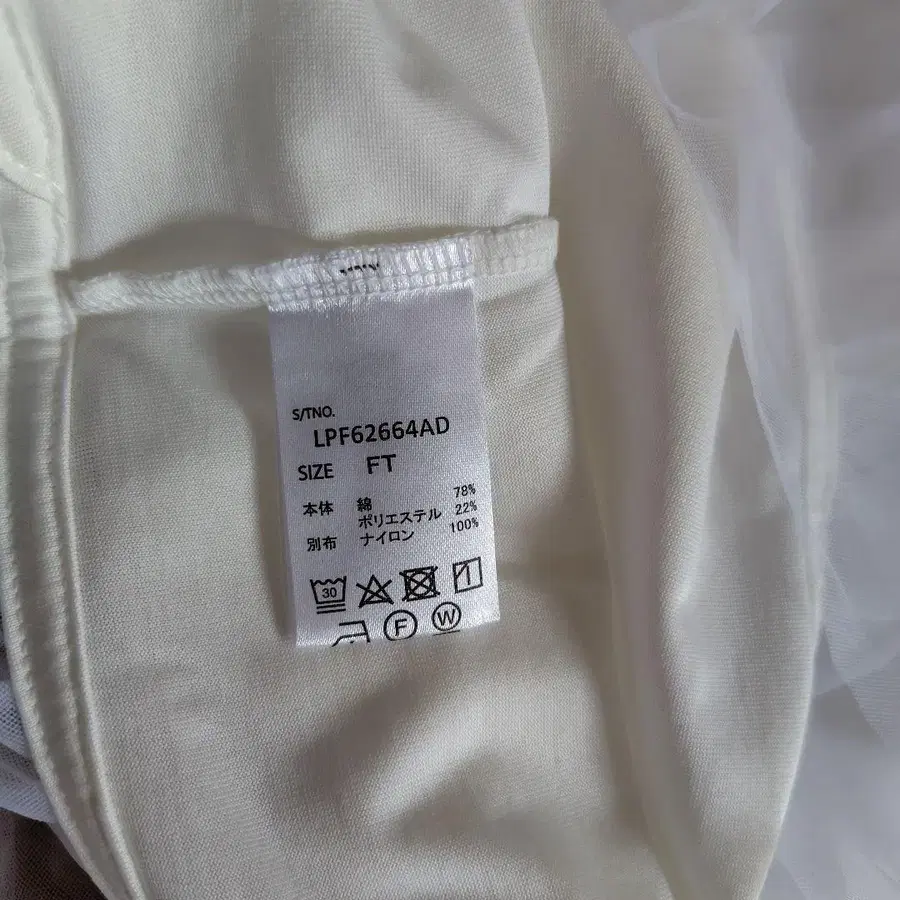 S/TNO.
LPF62664AD
SIZE FT
本体 綿 78%
ポリエステル 22%
別布 ナイロン 100%
30
F W